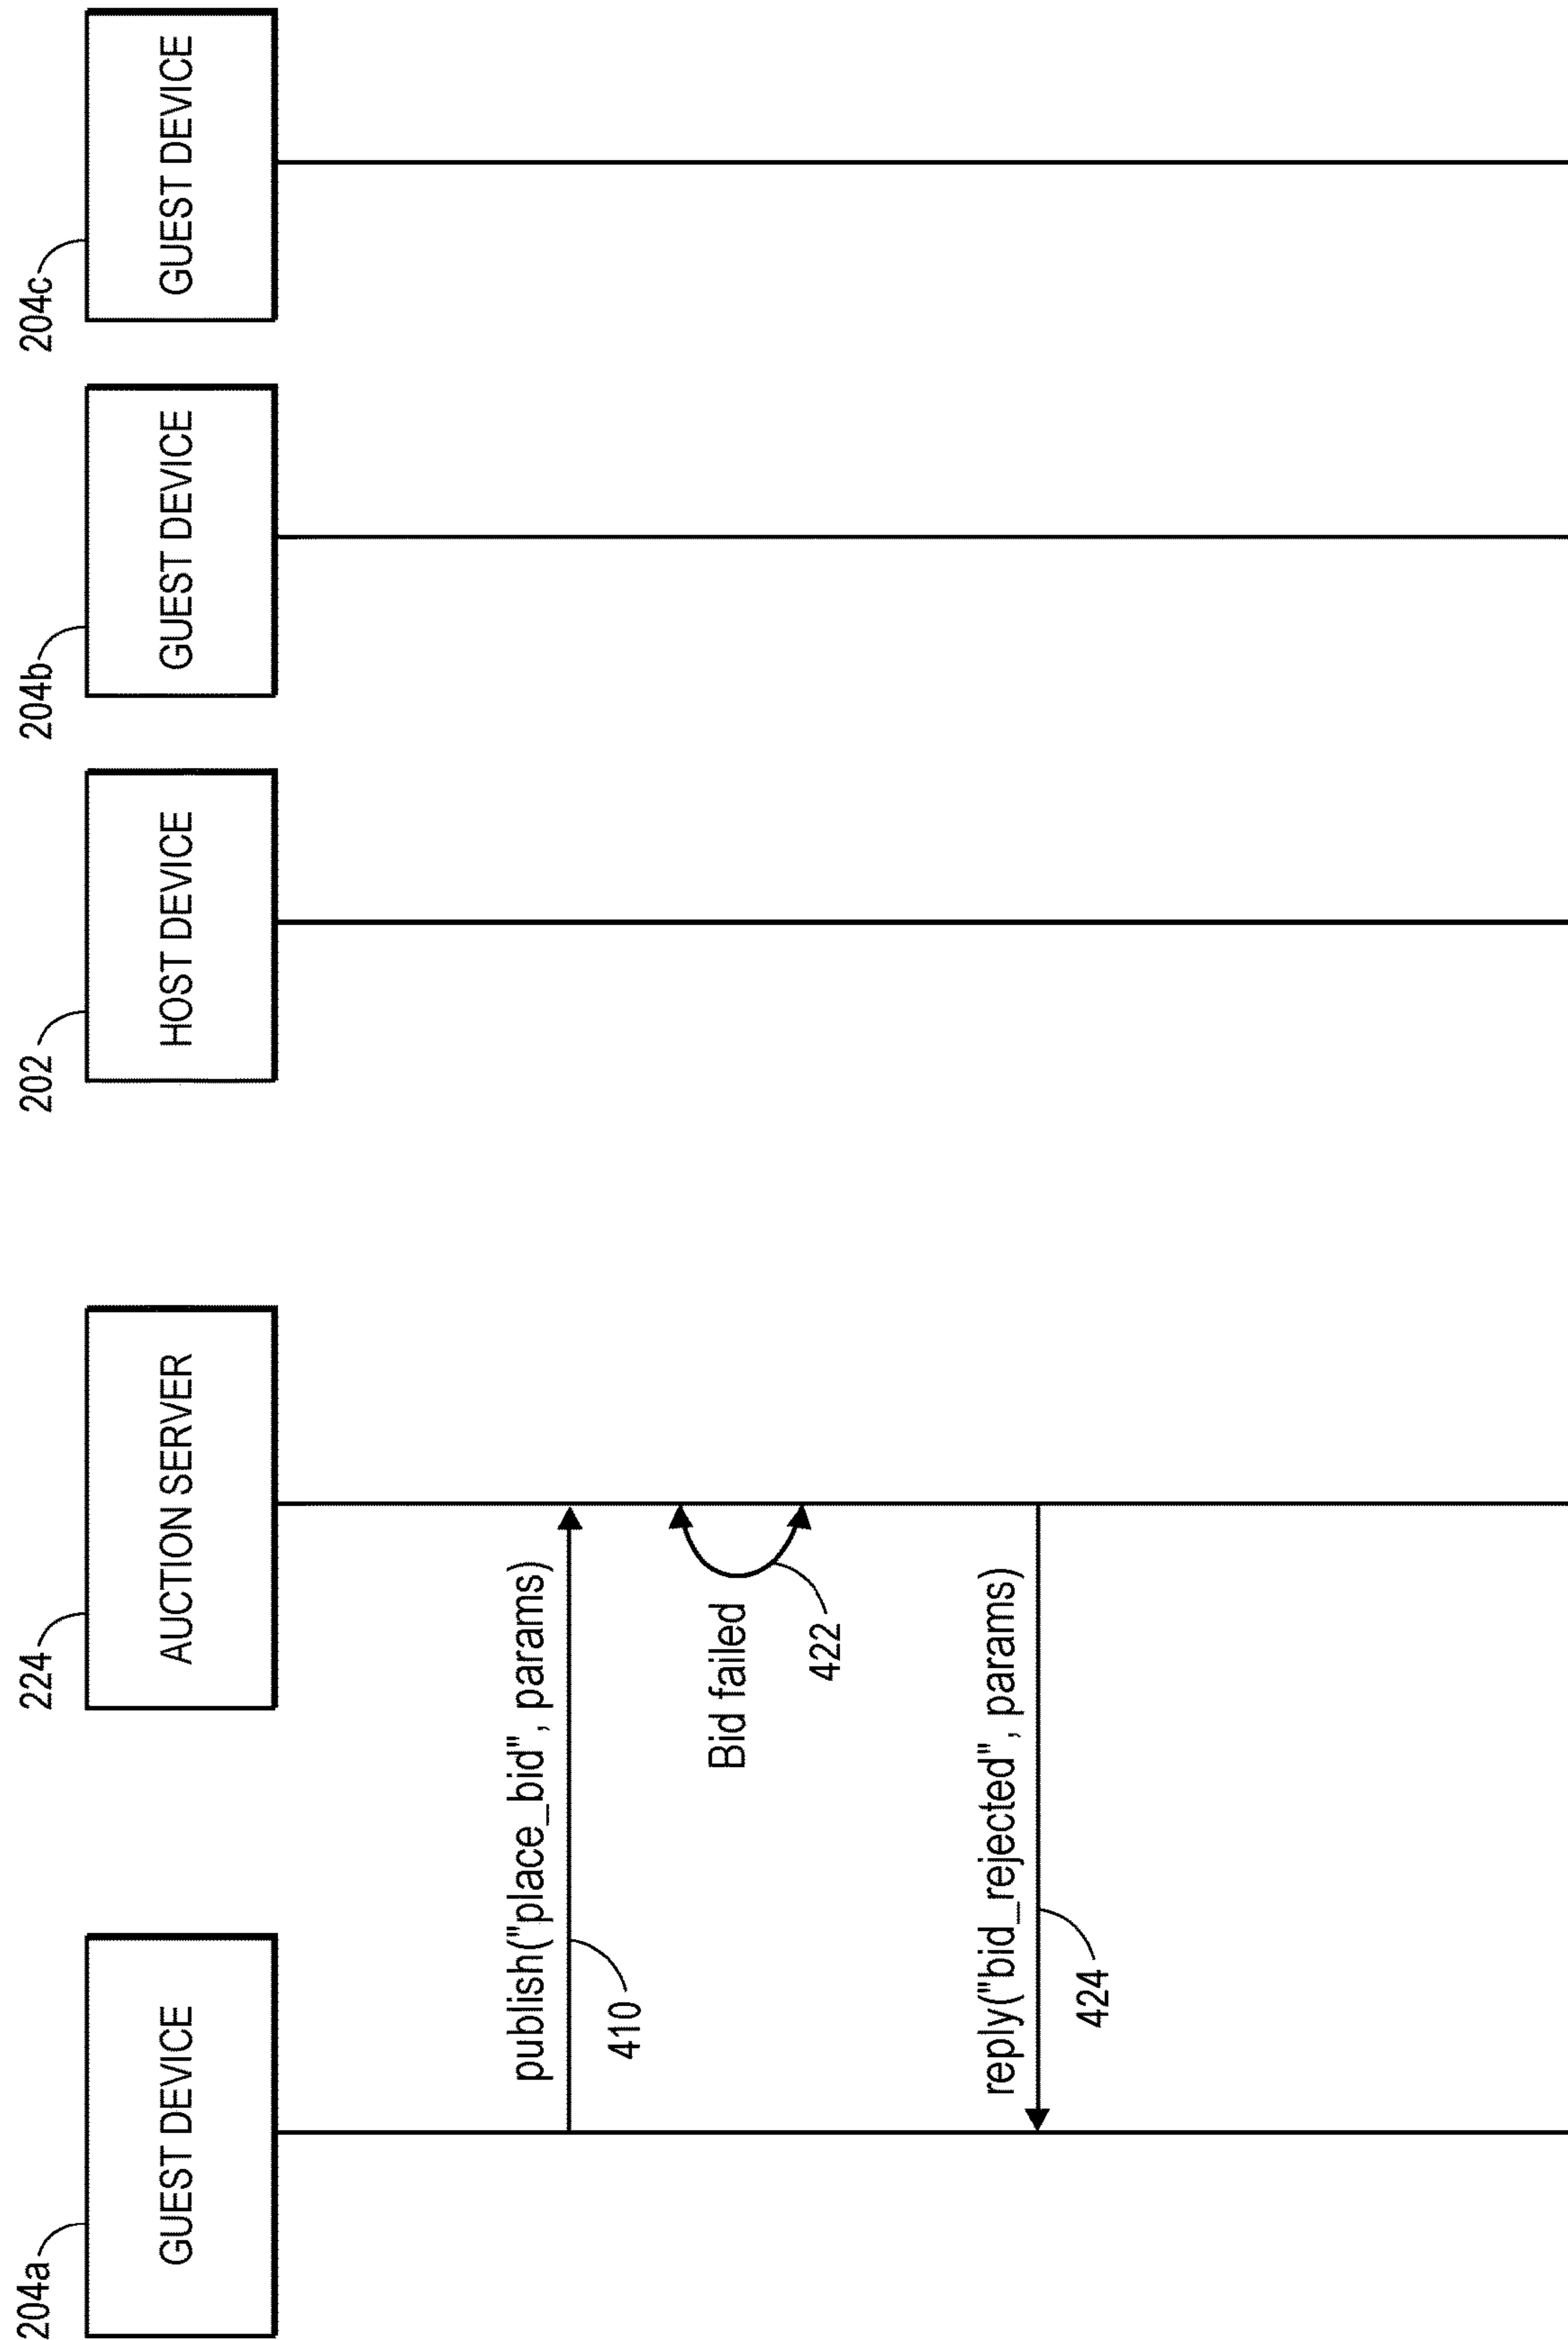 204a
GUEST DEVICE
224
AUCTION SERVER
202
HOST DEVICE
204b
GUEST DEVICE
204c
GUEST DEVICE
publish("place_bid", params)
410
Bid failed
422
reply("bid_rejected", params)
424